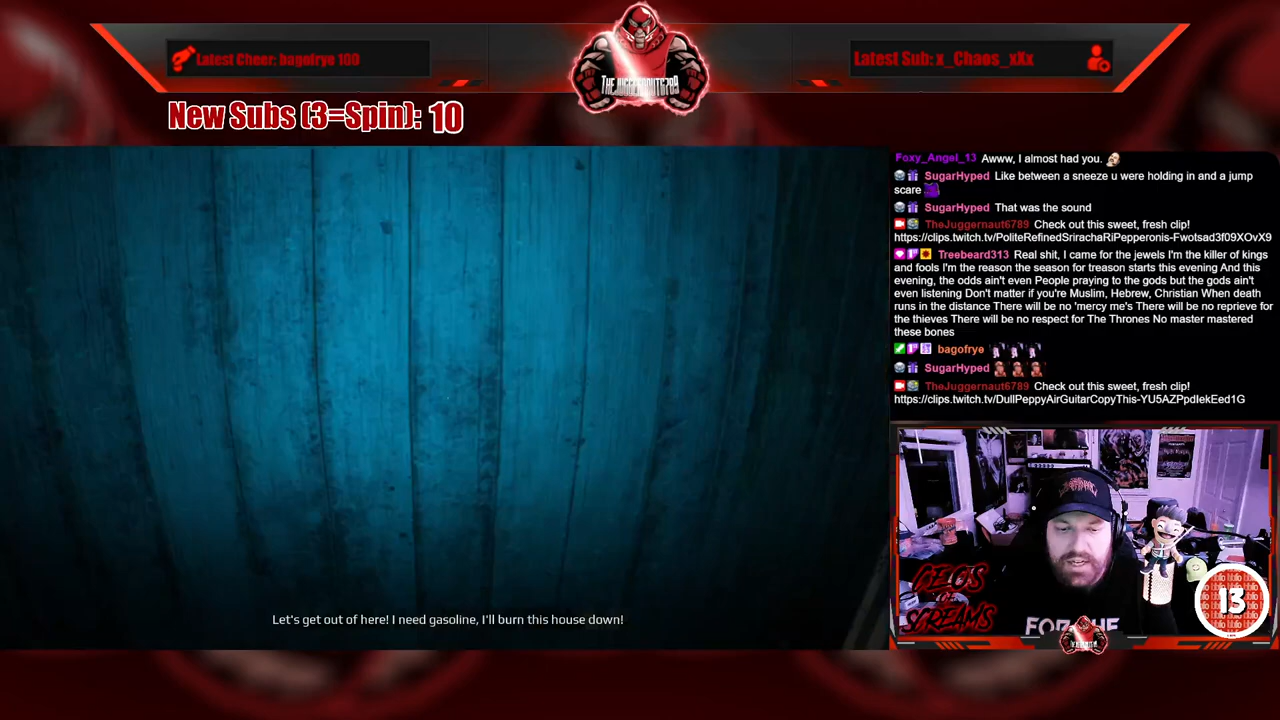 Latest Cheer: bagofrye 100
THEJUGGERNAUT6789
Latest Sub: x_Chaos_xXx
New Subs (3=Spin): 10
Foxy_Angel_13 Awww, I almost had you.
SugarHyped Like between a sneeze u were holding in and a jump
scare
SugarHyped That was the sound
TheJuggernaut6789 Check out this sweet, fresh clip!
https://clips.twitch.tv/PoliteRefinedSrirachaRiPepperonis-Fwotsad3f09XOvX9
Treebeard313 Real shit, I came for the jewels I'm the killer of kings
and fools I'm the reason the season for treason starts this evening And this
evening, the odds ain't even People praying to the gods but the gods ain't
even listening Don't matter if you're Muslim, Hebrew, Christian When death
runs in the distance There will be no 'mercy me's There will be no reprieve for
the thieves There will be no respect for The Thrones No master mastered
these bones
bagofrye
SugarHyped
TheJuggernaut6789 Check out this sweet, fresh clip!
https://clips.twitch.tv/DullPeppyAirGuitarCopyThis-YU5AZPpdIekEed1G
SCREAMS
13
FOR THE
Let's get out of here! I need gasoline, I'll burn this house down!